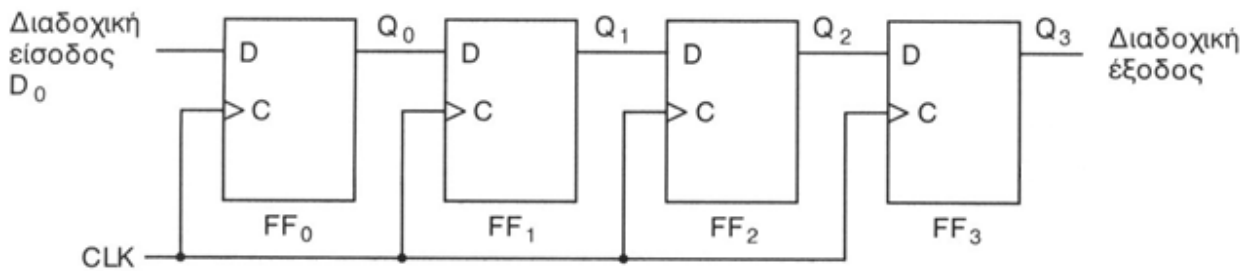 Διαδοχική
είσοδος
D₀
Q₀
Q₁
Q₂
Q₃
Διαδοχική
έξοδος
D
D
D
D
C
C
C
C
FF₀
FF₁
FF₂
FF₃
CLK